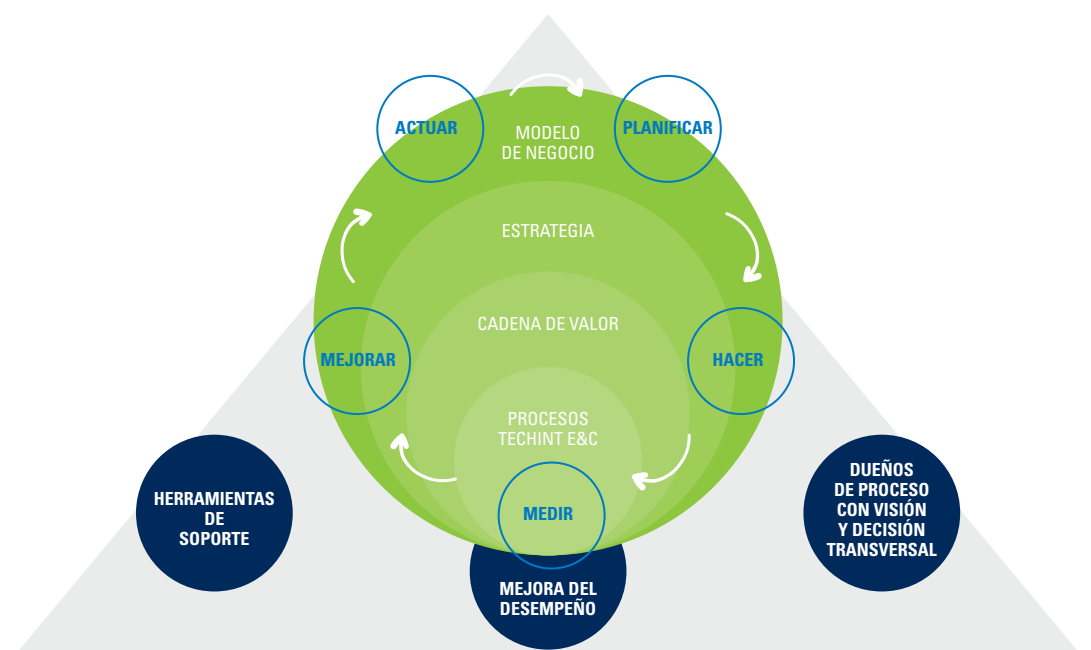 ACTUAR
MODELO
DE NEGOCIO
PLANIFICAR
ESTRATEGIA
CADENA DE VALOR
MEJORAR
HACER
PROCESOS
TECHINT E&C
MEDIR
HERRAMIENTAS
DE
SOPORTE
DUEÑOS
DE PROCESO
CON VISIÓN
Y DECISIÓN
TRANSVERSAL
MEJORA DEL
DESEMPEÑO